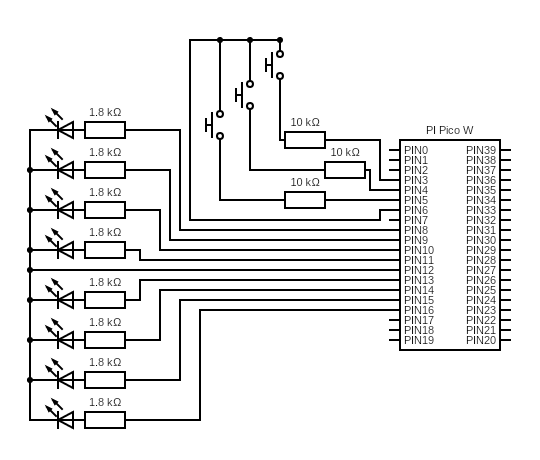 10 kΩ
1.8 kΩ
PI Pico W
10 kΩ
1.8 kΩ
10 kΩ
1.8 kΩ
1.8 kΩ
1.8 kΩ
1.8 kΩ
1.8 kΩ
1.8 kΩ
PIN0 PIN39
PIN1 PIN38
PIN2 PIN37
PIN3 PIN36
PIN4 PIN35
PIN5 PIN34
PIN6 PIN33
PIN7 PIN32
PIN8 PIN31
PIN9 PIN30
PIN10 PIN29
PIN11 PIN28
PIN12 PIN27
PIN13 PIN26
PIN14 PIN25
PIN15 PIN24
PIN16 PIN23
PIN17 PIN22
PIN18 PIN21
PIN19 PIN20